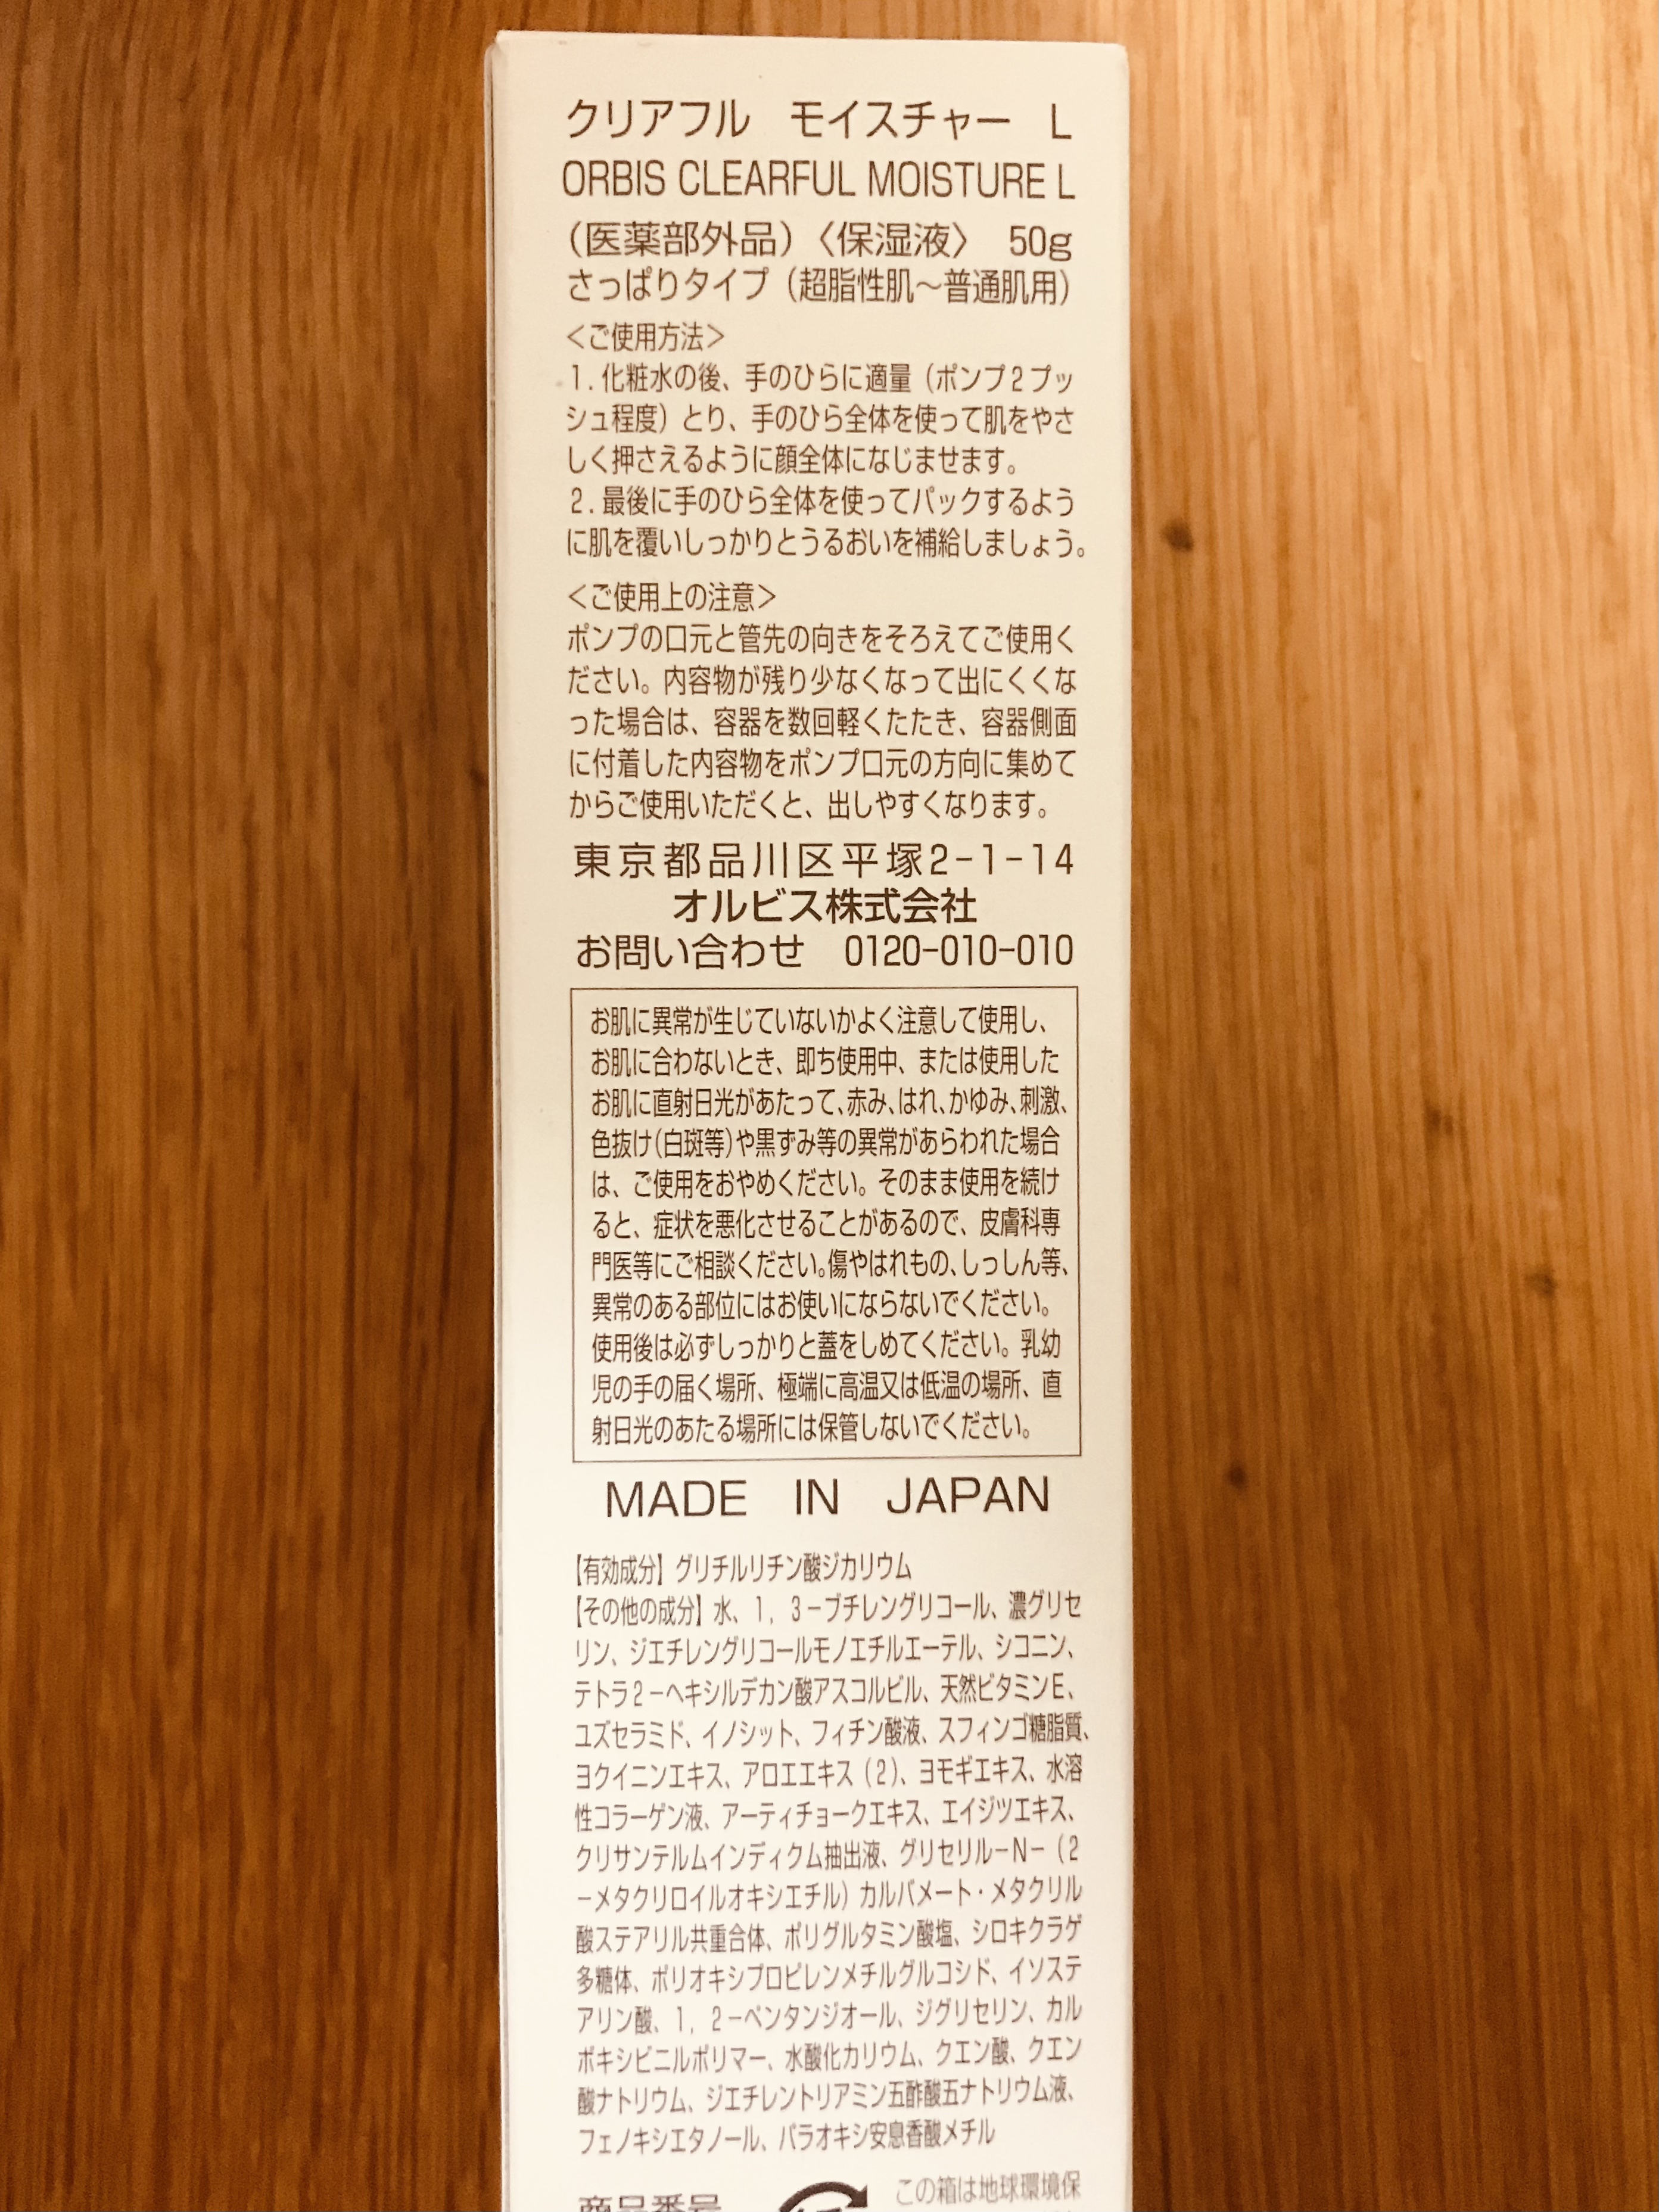 クリアフル　モイスチャー　L
ORBIS CLEARFUL MOISTURE L
（医薬部外品）〈保湿液〉　50g
さっぱりタイプ（超脂性肌～普通肌用）
＜ご使用方法＞
1. 化粧水の後、手のひらに適量（ポンプ2プッ
シュ程度）とり、手のひら全体を使って肌をやさ
しく押さえるように顔全体になじませます。
2. 最後に手のひら全体を使ってパックするよう
に肌を覆いしっかりとうるおいを補給しましょう。
＜ご使用上の注意＞
ポンプの口元と管先の向きをそろえてご使用く
ださい。内容物が残り少なくなって出にくくな
った場合は、容器を数回軽くたたき、容器側面
に付着した内容物をポンプ口元の方向に集めて
からご使用いただくと、出しやすくなります。
東京都品川区平塚2-1-14
オルビス株式会社
お問い合わせ　0120-010-010
お肌に異常が生じていないかよく注意して使用し、
お肌に合わないとき、即ち使用中、または使用した
お肌に直射日光があたって、赤み、はれ、かゆみ、刺激、
色抜け（白斑等）や黒ずみ等の異常があらわれた場合
は、ご使用をおやめください。そのまま使用を続け
ると、症状を悪化させることがあるので、皮膚科専
門医等にご相談ください。傷やはれもの、しっしん等、
異常のある部位にはお使いにならないでください。
使用後は必ずしっかりと蓋をしめてください。乳幼
児の手の届く場所、極端に高温又は低温の場所、直
射日光のあたる場所には保管しないでください。
MADE IN JAPAN
【有効成分】グリチルリチン酸ジカリウム
【その他の成分】水、1，3－ブチレングリコール、濃グリセ
リン、ジエチレングリコールモノエチルエーテル、シコニン、
テトラ2－ヘキシルデカン酸アスコルビル、天然ビタミンE、
ユズセラミド、イノシット、フィチン酸液、スフィンゴ糖脂質、
ヨクイニンエキス、アロエエキス（2）、ヨモギエキス、水溶
性コラーゲン液、アーティチョークエキス、エイジツエキス、
クリサンテルムインディクム抽出液、グリセリル－N－（2
－メタクリロイルオキシエチル）カルバメート・メタクリル
酸ステアリル共重合体、ポリグルタミン酸塩、シロキクラゲ
多糖体、ポリオキシプロピレンメチルグルコシド、イソステ
アリン酸、1，2－ペンタンジオール、ジグリセリン、カル
ボキシビニルポリマー、水酸化カリウム、クエン酸、クエン
酸ナトリウム、ジエチレントリアミン五酢酸五ナトリウム液、
フェノキシエタノール、パラオキシ安息香酸メチル
この箱は地球環境保
商品番号